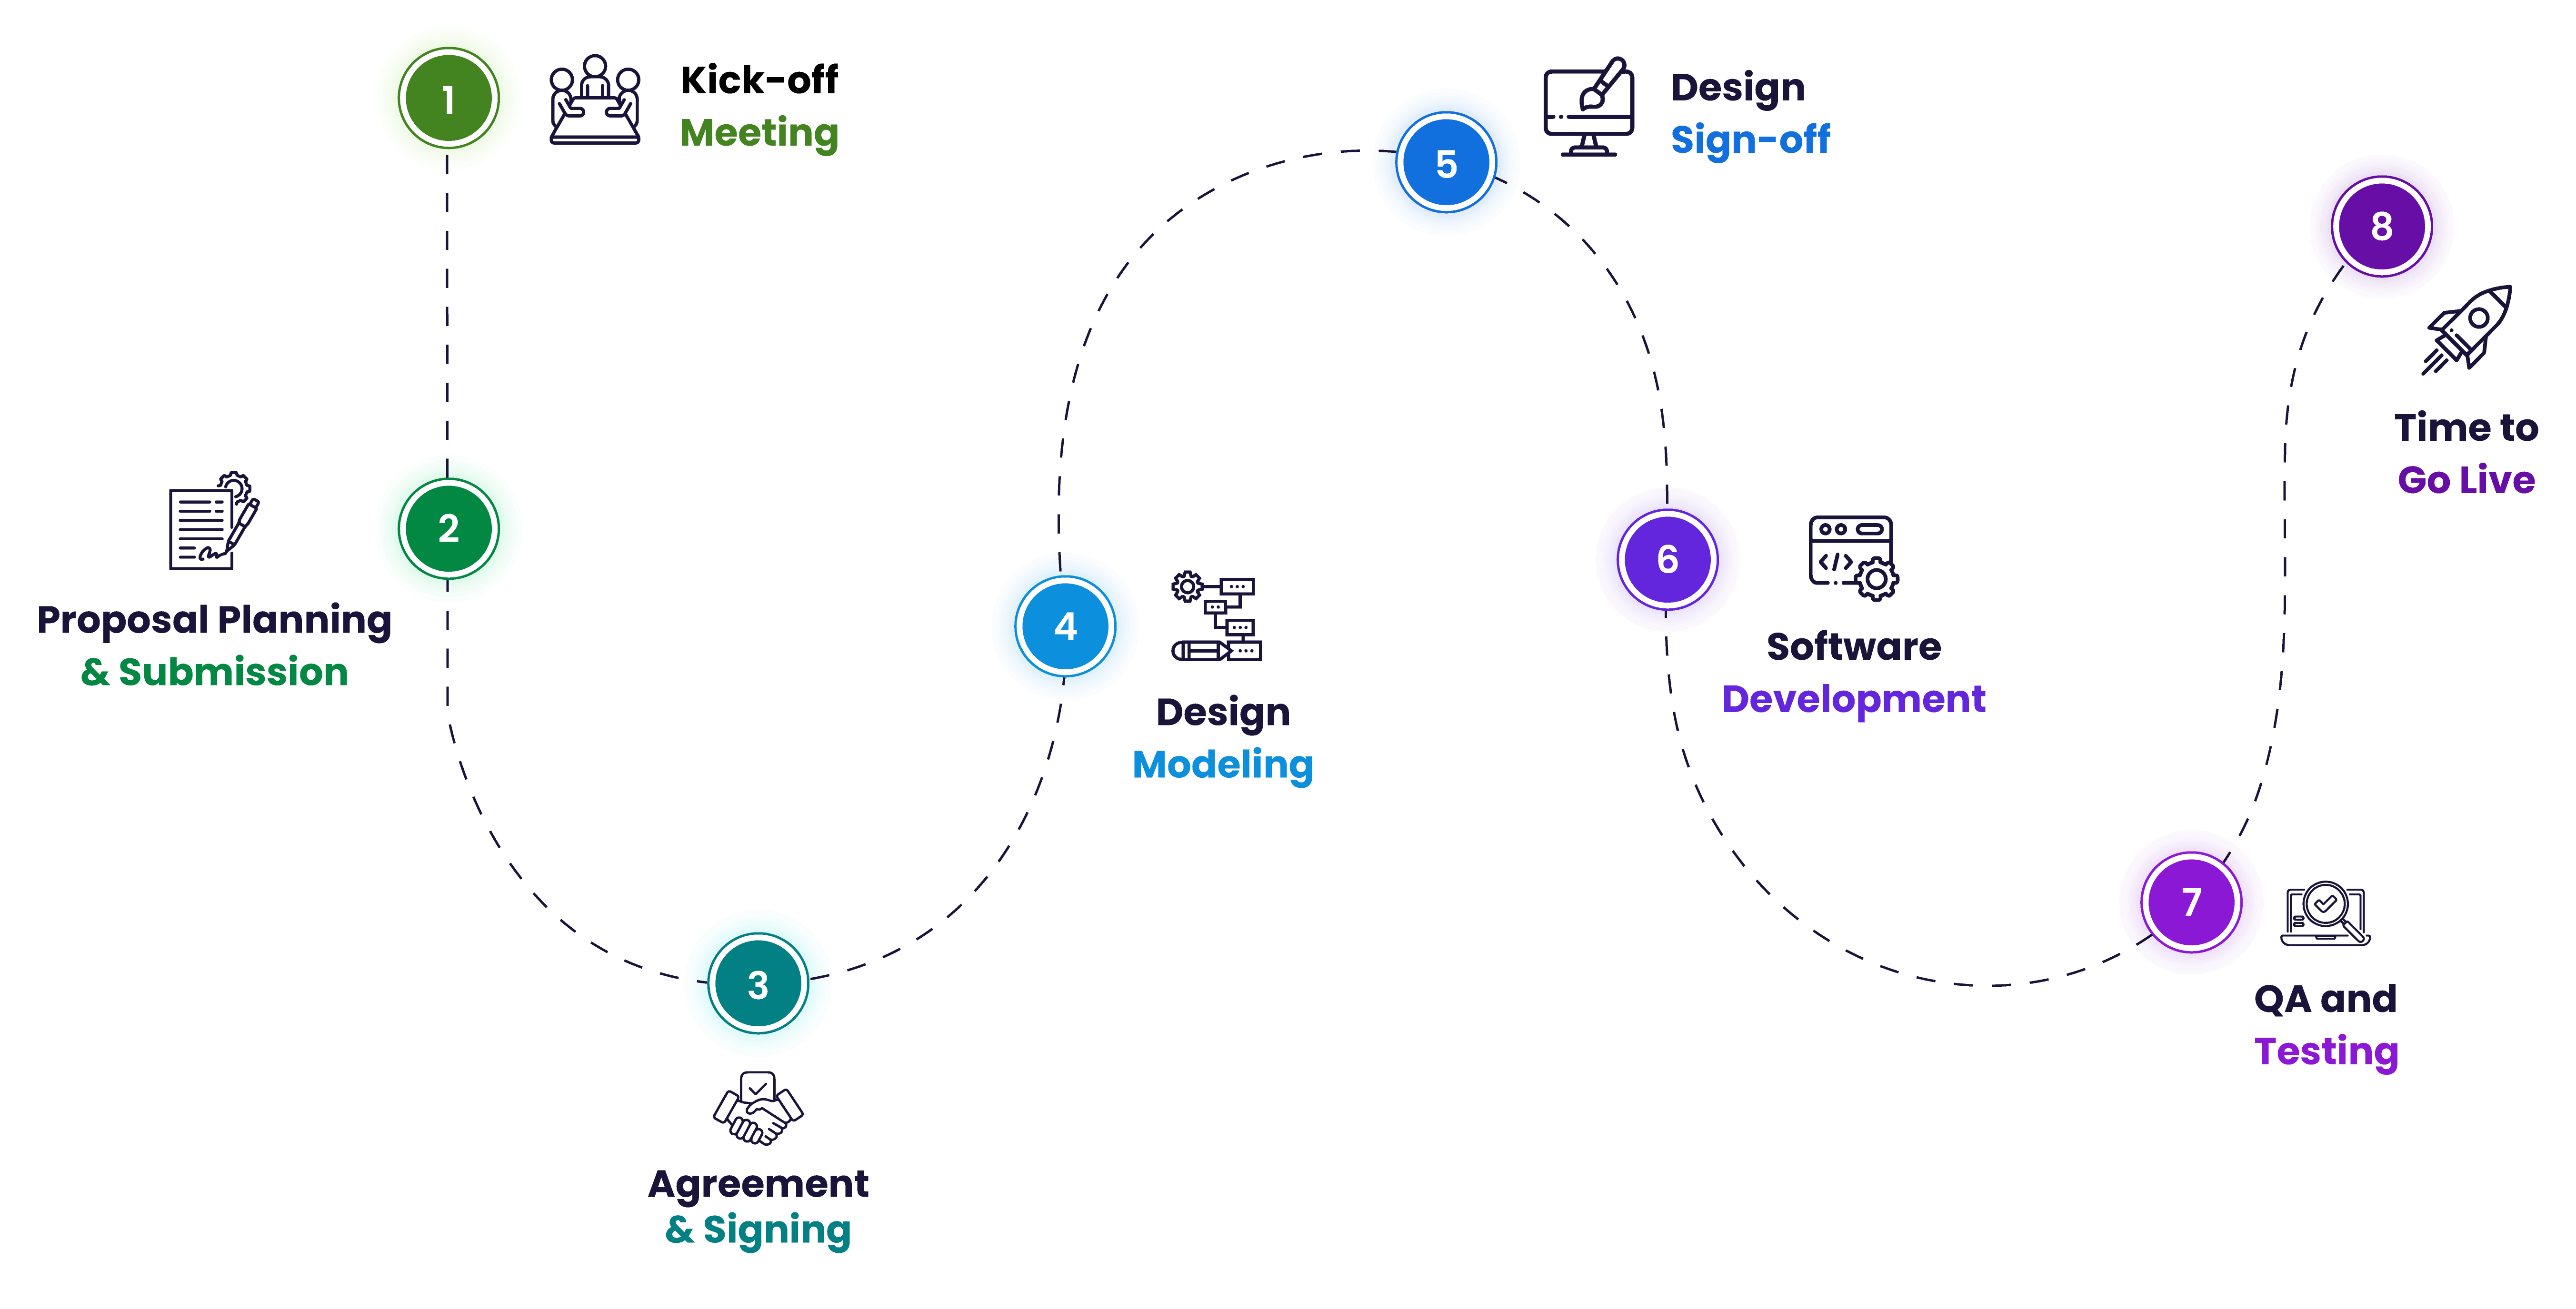 1
Kick-off
Meeting
2
Proposal Planning
& Submission
3
Agreement
& Signing
4
Design
Modeling
5
Design
Sign-off
6
Software
Development
7
QA and
Testing
8
Time to
Go Live